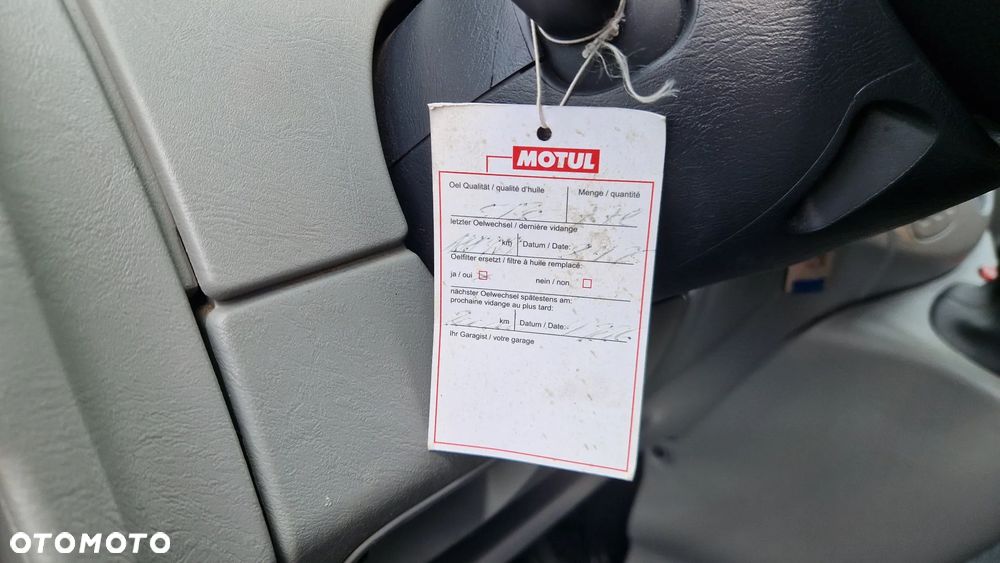 MOTUL
Oel Qualität / qualité d'huile Menge / quantité
letzter Oelwechsel / dernière vidange
km Datum / Date:
Oelfilter ersetzt / filtre à huile remplacé:
ja / oui nein / non
nächster Oelwechsel spätestens am:
prochaine vidange au plus tard:
km Datum / Date:
Ihr Garagist / votre garage
OTOMOTO